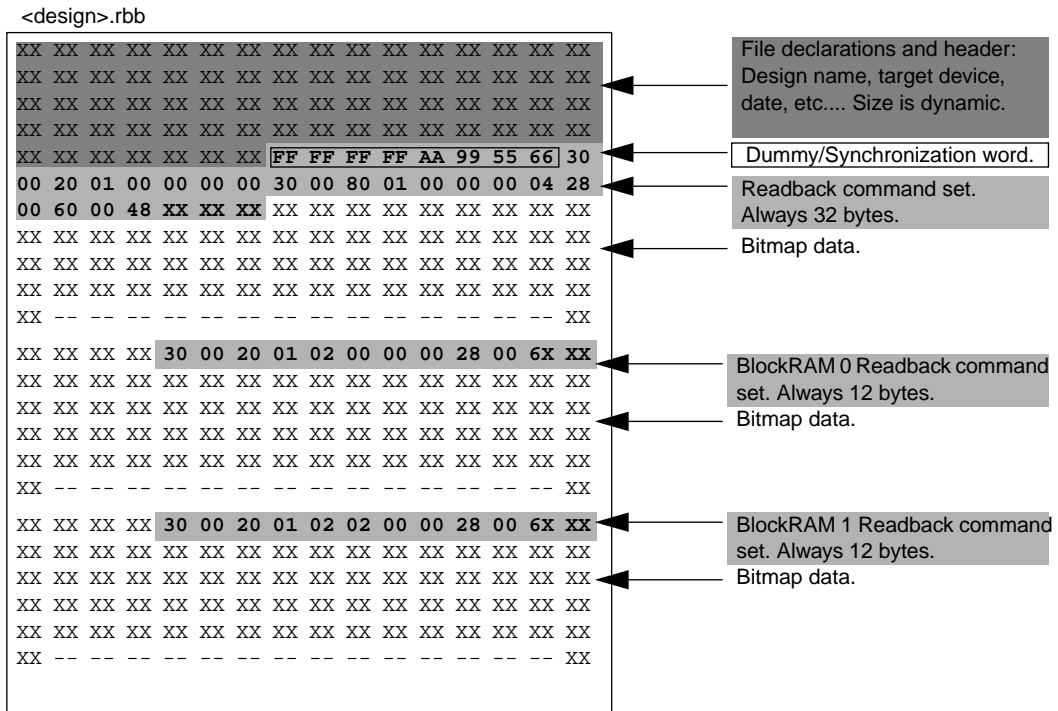 <design>.rbb
XX XX XX XX XX XX XX XX XX XX XX XX XX XX XX XX
XX XX XX XX XX XX XX XX XX XX XX XX XX XX XX XX
XX XX XX XX XX XX XX XX XX XX XX XX XX XX XX XX
XX XX XX XX XX XX XX XX XX XX XX XX XX XX XX XX
XX XX XX XX XX XX XX FF FF FF FF AA 99 55 66 30
00 20 01 00 00 00 00 30 00 80 01 00 00 00 04 28
00 60 00 48 XX XX XX XX XX XX XX XX XX XX XX XX
XX XX XX XX XX XX XX XX XX XX XX XX XX XX XX XX
XX XX XX XX XX XX XX XX XX XX XX XX XX XX XX XX
XX XX XX XX XX XX XX XX XX XX XX XX XX XX XX XX
XX -- -- -- -- -- -- -- -- -- -- -- -- -- -- XX
XX XX XX XX 30 00 20 01 02 00 00 00 28 00 6X XX
XX XX XX XX XX XX XX XX XX XX XX XX XX XX XX XX
XX XX XX XX XX XX XX XX XX XX XX XX XX XX XX XX
XX XX XX XX XX XX XX XX XX XX XX XX XX XX XX XX
XX XX XX XX XX XX XX XX XX XX XX XX XX XX XX XX
XX -- -- -- -- -- -- -- -- -- -- -- -- -- -- XX
XX XX XX XX 30 00 20 01 02 02 00 00 28 00 6X XX
XX XX XX XX XX XX XX XX XX XX XX XX XX XX XX XX
XX XX XX XX XX XX XX XX XX XX XX XX XX XX XX XX
XX XX XX XX XX XX XX XX XX XX XX XX XX XX XX XX
XX XX XX XX XX XX XX XX XX XX XX XX XX XX XX XX
XX -- -- -- -- -- -- -- -- -- -- -- -- -- -- XX
File declarations and header:
Design name, target device,
date, etc.... Size is dynamic.
Dummy/Synchronization word.
Readback command set.
Always 32 bytes.
Bitmap data.
BlockRAM 0 Readback command
set. Always 12 bytes.
Bitmap data.
BlockRAM 1 Readback command
set. Always 12 bytes.
Bitmap data.